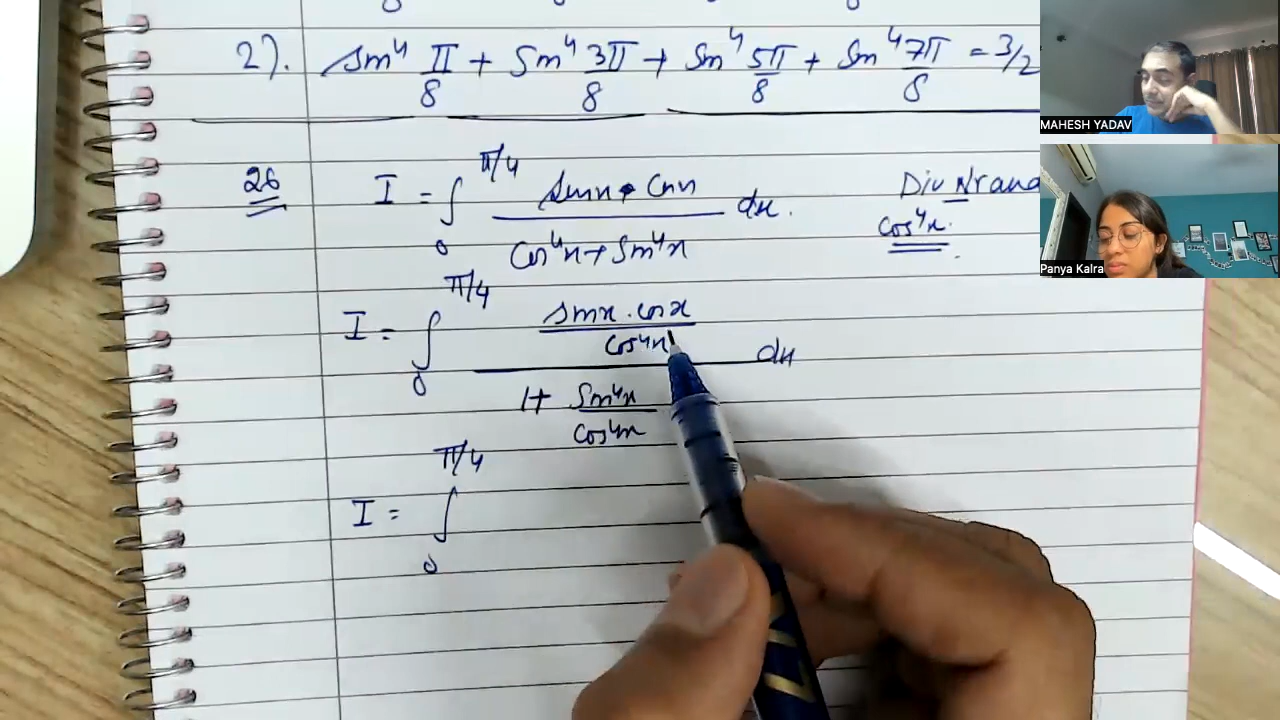 2). Sin⁴ π/8 + Sin⁴ 3π/8 + Sin⁴ 5π/8 + Sin⁴ 7π/8 = 3/2
MAHESH YADAV
26 I = ∫₀^π/4 Sinx · Cosx / Cos⁴x + Sin⁴x dx. Div Nr and
Cos⁴x.
Panya Kalra
I = ∫₀^π/4 (Sinx · Cosx / Cos⁴x) / (1 + Sin⁴x / Cos⁴x) dx
I = ∫₀^π/4